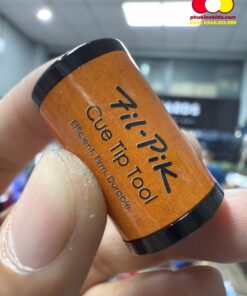 phukienbida.com
Fil-Pik
Cue Tip Tool
Efficient. Firm. Durable.